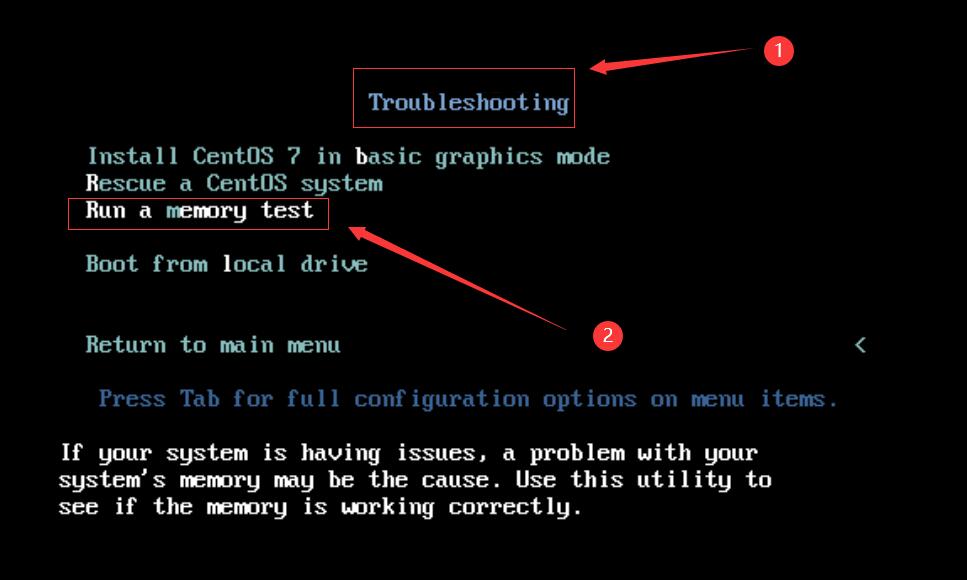 1
Troubleshooting
Install CentOS 7 in basic graphics mode
Rescue a CentOS system
Run a memory test
Boot from local drive
2
Return to main menu <
Press Tab for full configuration options on menu items.
If your system is having issues, a problem with your
system's memory may be the cause. Use this utility to
see if the memory is working correctly.